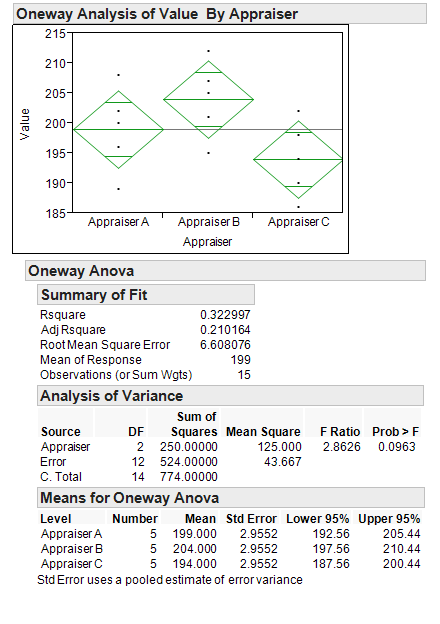 Oneway Analysis of Value By Appraiser
215
210
205
200
195
190
185
Value
Appraiser A Appraiser B Appraiser C
Appraiser
Oneway Anova
Summary of Fit
Rsquare 0.322997
Adj Rsquare 0.210164
Root Mean Square Error 6.608076
Mean of Response 199
Observations (or Sum Wgts) 15
Analysis of Variance
Sum of
Source DF Squares Mean Square F Ratio Prob > F
Appraiser 2 250.00000 125.000 2.8626 0.0963
Error 12 524.00000 43.667
C. Total 14 774.00000
Means for Oneway Anova
Level Number Mean Std Error Lower 95% Upper 95%
Appraiser A 5 199.000 2.9552 192.56 205.44
Appraiser B 5 204.000 2.9552 197.56 210.44
Appraiser C 5 194.000 2.9552 187.56 200.44
Std Error uses a pooled estimate of error variance